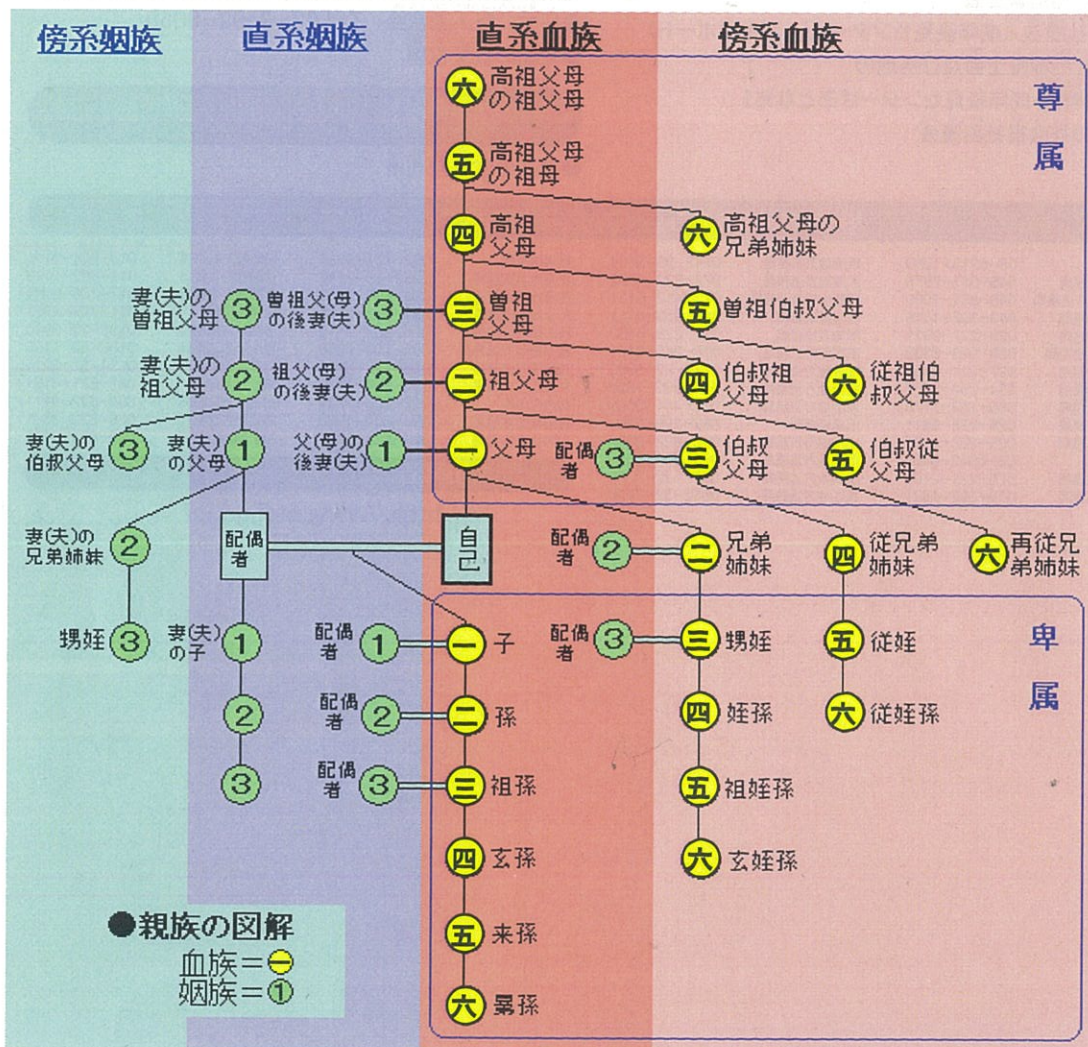 傍系姻族
直系姻族
直系血族
傍系血族
尊
属
六
高祖父母
の祖父母
五
高祖父母
の祖母
四
高祖
父母
六
高祖父母の
兄弟姉妹
妻(夫)の
曽祖父母
3
曽祖父(母)
の後妻(夫)
3
三
曽祖
父母
五
曽祖伯叔父母
妻(夫)の
祖父母
2
祖父(母)
の後妻(夫)
2
二
祖父母
四
伯叔祖
父母
六
従祖伯
叔父母
妻(夫)の
伯叔父母
3
妻(夫)
の父母
1
父(母)の
後妻(夫)
1
一
父母
配偶
者
3
三
伯叔
父母
五
伯叔従
父母
妻(夫)の
兄弟姉妹
2
配偶
者
自
己
配偶
者
2
二
兄弟
姉妹
四
従兄弟
姉妹
六
再従兄
弟姉妹
甥姪
3
妻(夫)
の子
1
配偶
者
1
一
子
配偶
者
3
三
甥姪
五
従姪
卑
属
2
配偶
者
2
二
孫
四
姪孫
六
従姪孫
3
配偶
者
3
三
祖孫
五
祖姪孫
四
玄孫
六
玄姪孫
五
来孫
六
●親族の図解
血族=一
姻族=1